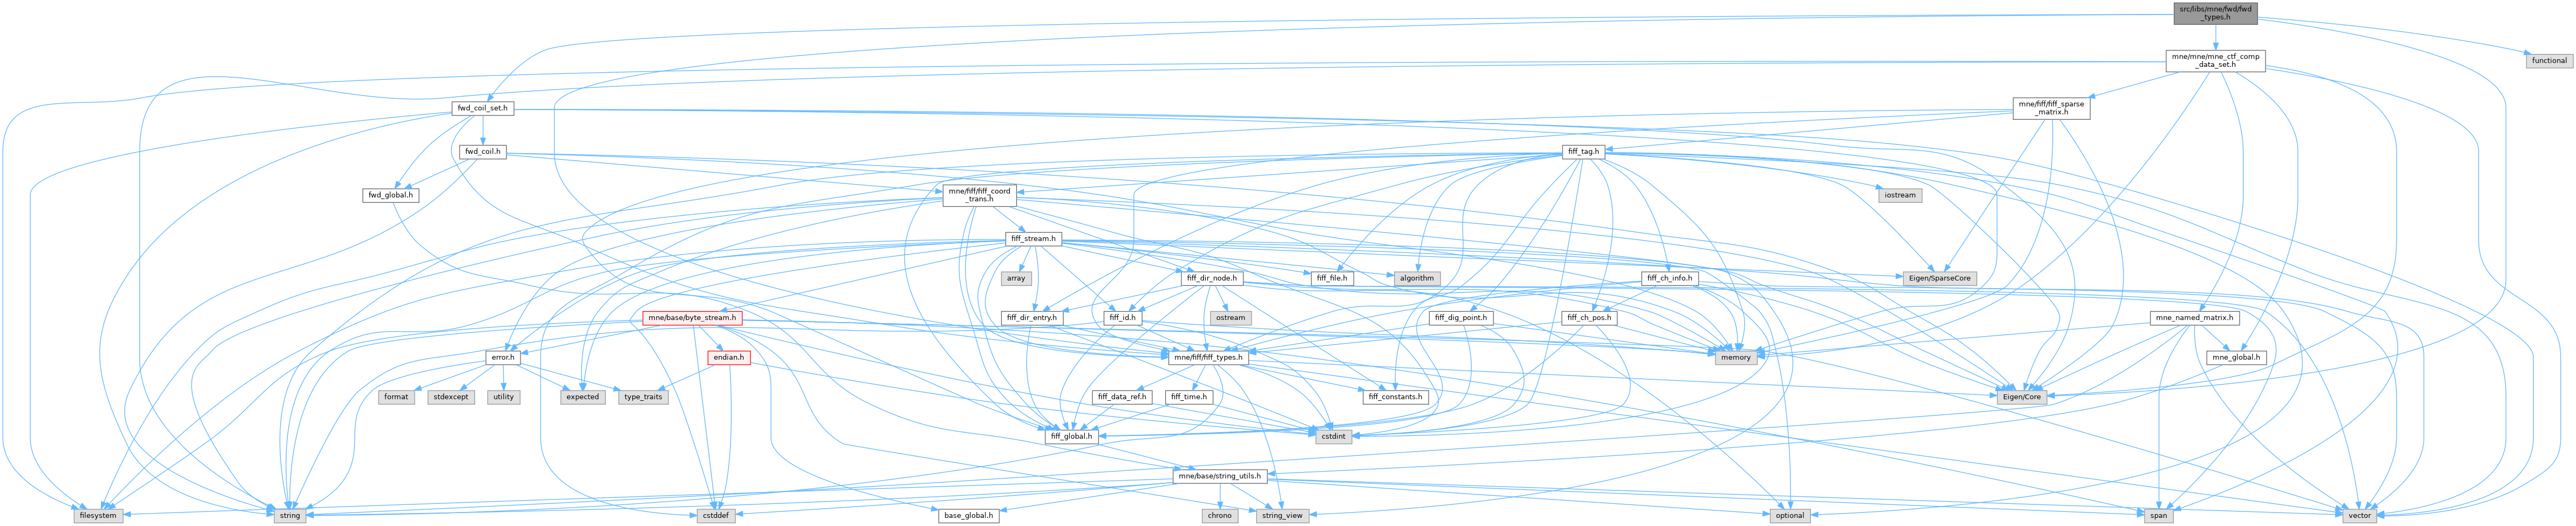 src/libs/mne/fwd/fwd
_types.h
functional
mne/mne/mne_ctf_comp
_data_set.h
fwd_coil_set.h
mne/fiff/fiff_sparse
_matrix.h
fwd_coil.h
fiff_tag.h
fwd_global.h
mne/fiff/fiff_coord
_trans.h
iostream
fiff_stream.h
array
fiff_dir_node.h
fiff_file.h
algorithm
fiff_ch_info.h
Eigen/SparseCore
mne/base/byte_stream.h
fiff_dir_entry.h
fiff_id.h
ostream
fiff_dig_point.h
fiff_ch_pos.h
mne_named_matrix.h
error.h
endian.h
mne/fiff/fiff_types.h
memory
mne_global.h
format
stdexcept
utility
expected
type_traits
fiff_data_ref.h
fiff_time.h
fiff_constants.h
Eigen/Core
fiff_global.h
cstdint
mne/base/string_utils.h
filesystem
string
cstddef
base_global.h
chrono
string_view
optional
span
vector